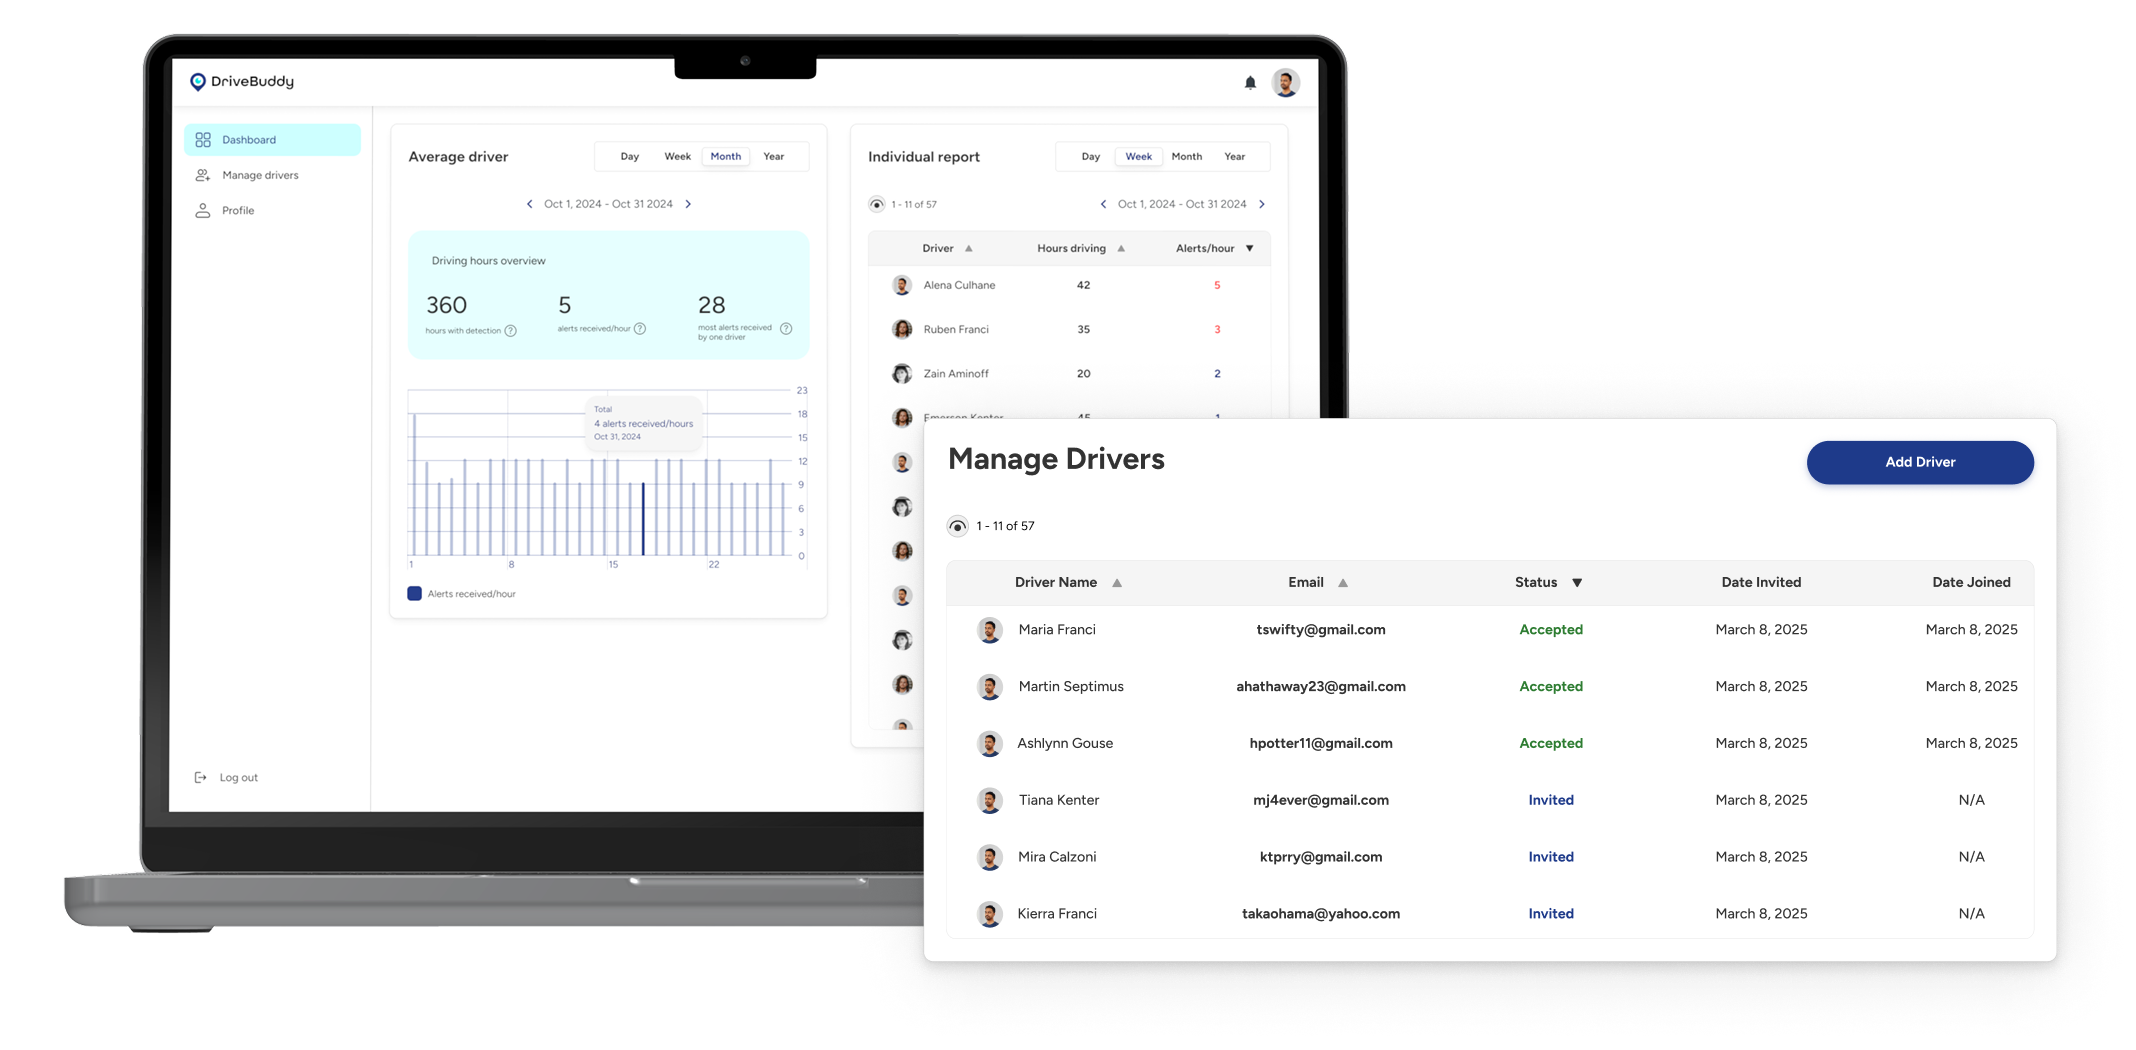 DriveBuddy
Dashboard
Manage drivers
Profile
Log out
Average driver
Day Week Month Year
Oct 1, 2024 - Oct 31 2024
Driving hours overview
360 5 28
hours with detection ? alerts received/hour ? most alerts received ?
by one driver
23
18
15
12
9
6
3
0
Total
4 alerts received/hours
Oct 31, 2024
1 8 15 22
Alerts received/hour
Individual report
Day Week Month Year
1 - 11 of 57
Oct 1, 2024 - Oct 31 2024
Driver Hours driving Alerts/hour
Alena Culhane 42 5
Ruben Franci 35 3
Zain Aminoff 20 2
Emerson Kenter 45 1
Manage Drivers
Add Driver
1 - 11 of 57
Driver Name Email Status Date Invited Date Joined
Maria Franci tswifty@gmail.com Accepted March 8, 2025 March 8, 2025
Martin Septimus ahathaway23@gmail.com Accepted March 8, 2025 March 8, 2025
Ashlynn Gouse hpotter11@gmail.com Accepted March 8, 2025 March 8, 2025
Tiana Kenter mj4ever@gmail.com Invited March 8, 2025 N/A
Mira Calzoni ktprry@gmail.com Invited March 8, 2025 N/A
Kierra Franci takaohama@yahoo.com Invited March 8, 2025 N/A